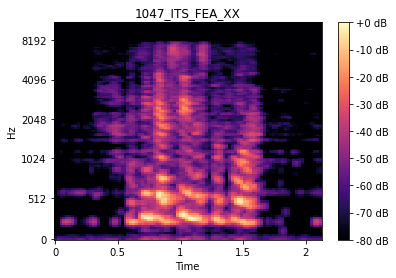 1047_ITS_FEA_XX
Hz
8192
4096
2048
1024
512
0
0
0.5
1
1.5
2
Time
+0 dB
-10 dB
-20 dB
-30 dB
-40 dB
-50 dB
-60 dB
-70 dB
-80 dB